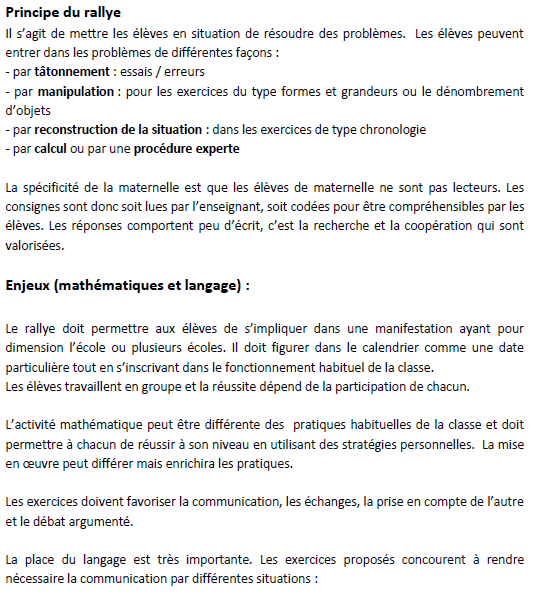 Principe du rallye
Il s’agit de mettre les élèves en situation de résoudre des problèmes. Les élèves peuvent
entrer dans les problèmes de différentes façons :
- par tâtonnement : essais / erreurs
- par manipulation : pour les exercices du type formes et grandeurs ou le dénombrement
d’objets
- par reconstruction de la situation : dans les exercices de type chronologie
- par calcul ou par une procédure experte
La spécificité de la maternelle est que les élèves de maternelle ne sont pas lecteurs. Les
consignes sont donc soit lues par l’enseignant, soit codées pour être compréhensibles par les
élèves. Les réponses comportent peu d’écrit, c’est la recherche et la coopération qui sont
valorisées.
Enjeux (mathématiques et langage) :
Le rallye doit permettre aux élèves de s’impliquer dans une manifestation ayant pour
dimension l’école ou plusieurs écoles. Il doit figurer dans le calendrier comme une date
particulière tout en s’inscrivant dans le fonctionnement habituel de la classe.
Les élèves travaillent en groupe et la réussite dépend de la participation de chacun.
L’activité mathématique peut être différente des pratiques habituelles de la classe et doit
permettre à chacun de réussir à son niveau en utilisant des stratégies personnelles. La mise
en œuvre peut différer mais enrichira les pratiques.
Les exercices doivent favoriser la communication, les échanges, la prise en compte de l’autre
et le débat argumenté.
La place du langage est très importante. Les exercices proposés concourent à rendre
nécessaire la communication par différentes situations :